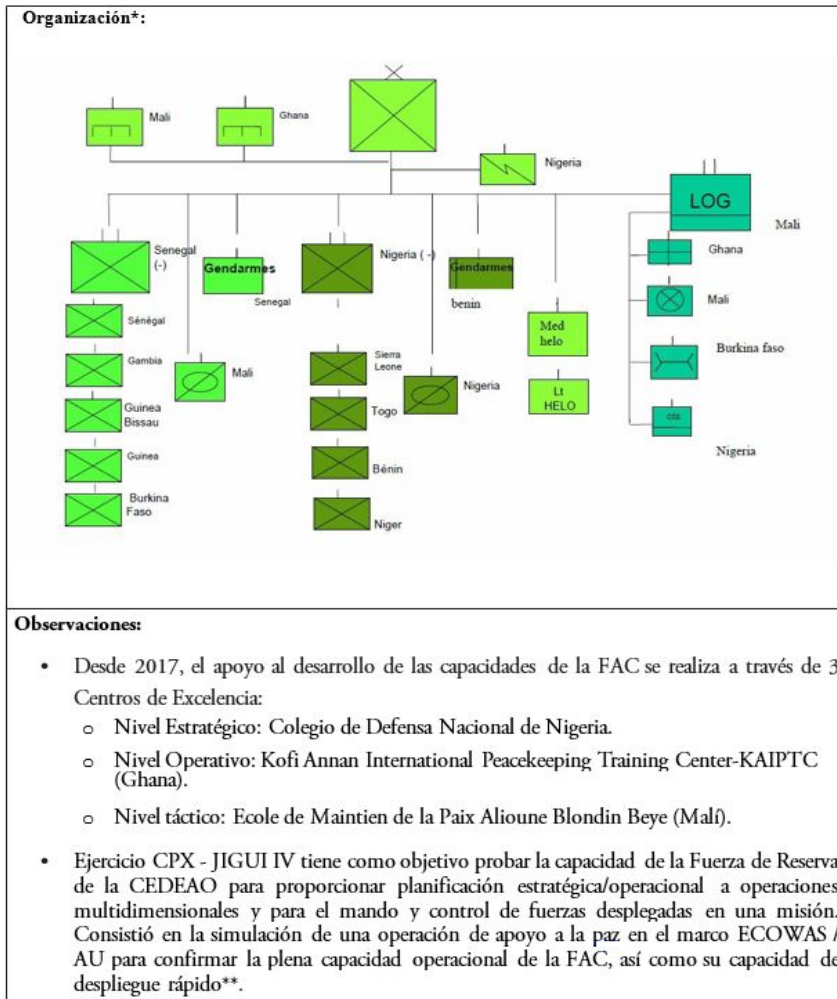 Organización*:
Mali
Ghana
Nigeria
LOG
Mali
Senegal
(-)
Gendarmes
Senegal
Nigeria ( -)
Gendarmes
benin
Ghana
Sénégal
Mali
Med
helo
Gambia
Mali
Sierra
Leone
Nigeria
Burkina faso
Lt
HELO
Guinea
Bissau
Togo
CSE
Nigeria
Guinea
Bénin
Burkina
Faso
Niger
Observaciones:
• Desde 2017, el apoyo al desarrollo de las capacidades de la FAC se realiza a través de 3
Centros de Excelencia:
o Nivel Estratégico: Colegio de Defensa Nacional de Nigeria.
o Nivel Operativo: Kofi Annan International Peacekeeping Training Center-KAIPTC
(Ghana).
o Nivel táctico: Ecole de Maintien de la Paix Alioune Blondin Beye (Malí).
• Ejercicio CPX - JIGUI IV tiene como objetivo probar la capacidad de la Fuerza de Reserva
de la CEDEAO para proporcionar planificación estratégica/operacional a operaciones
multidimensionales y para el mando y control de fuerzas desplegadas en una misión.
Consistió en la simulación de una operación de apoyo a la paz en el marco ECOWAS /
AU para confirmar la plena capacidad operacional de la FAC, así como su capacidad de
despliegue rápido**.